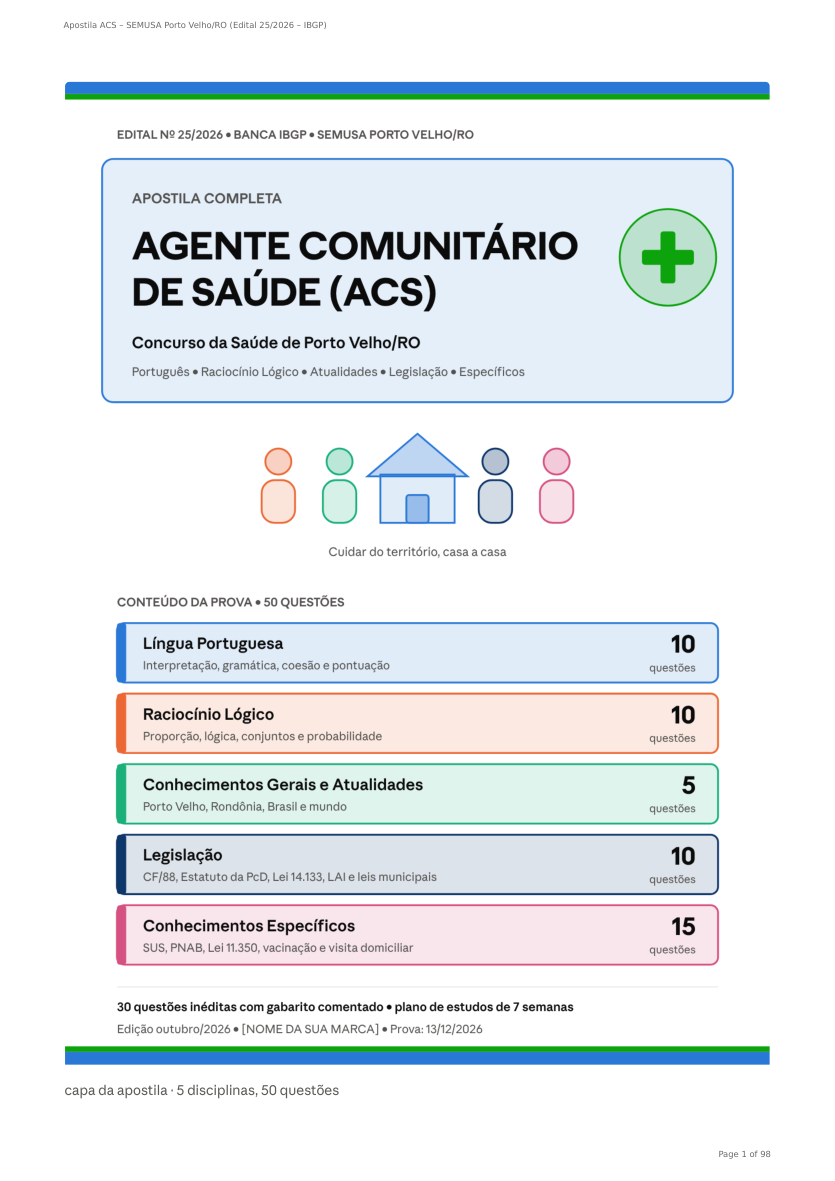 Apostila ACS – SEMUSA Porto Velho/RO (Edital 25/2026 – IBGP)
EDITAL Nº 25/2026 • BANCA IBGP • SEMUSA PORTO VELHO/RO
APOSTILA COMPLETA
AGENTE COMUNITÁRIO
DE SAÚDE (ACS)
Concurso da Saúde de Porto Velho/RO
Português • Raciocínio Lógico • Atualidades • Legislação • Específicos
Cuidar do território, casa a casa
CONTEÚDO DA PROVA • 50 QUESTÕES
Língua Portuguesa
Interpretação, gramática, coesão e pontuação
10
questões
Raciocínio Lógico
Proporção, lógica, conjuntos e probabilidade
10
questões
Conhecimentos Gerais e Atualidades
Porto Velho, Rondônia, Brasil e mundo
5
questões
Legislação
CF/88, Estatuto da PcD, Lei 14.133, LAI e leis municipais
10
questões
Conhecimentos Específicos
SUS, PNAB, Lei 11.350, vacinação e visita domiciliar
15
questões
30 questões inéditas com gabarito comentado • plano de estudos de 7 semanas
Edição outubro/2026 • [NOME DA SUA MARCA] • Prova: 13/12/2026
capa da apostila · 5 disciplinas, 50 questões
Page 1 of 98